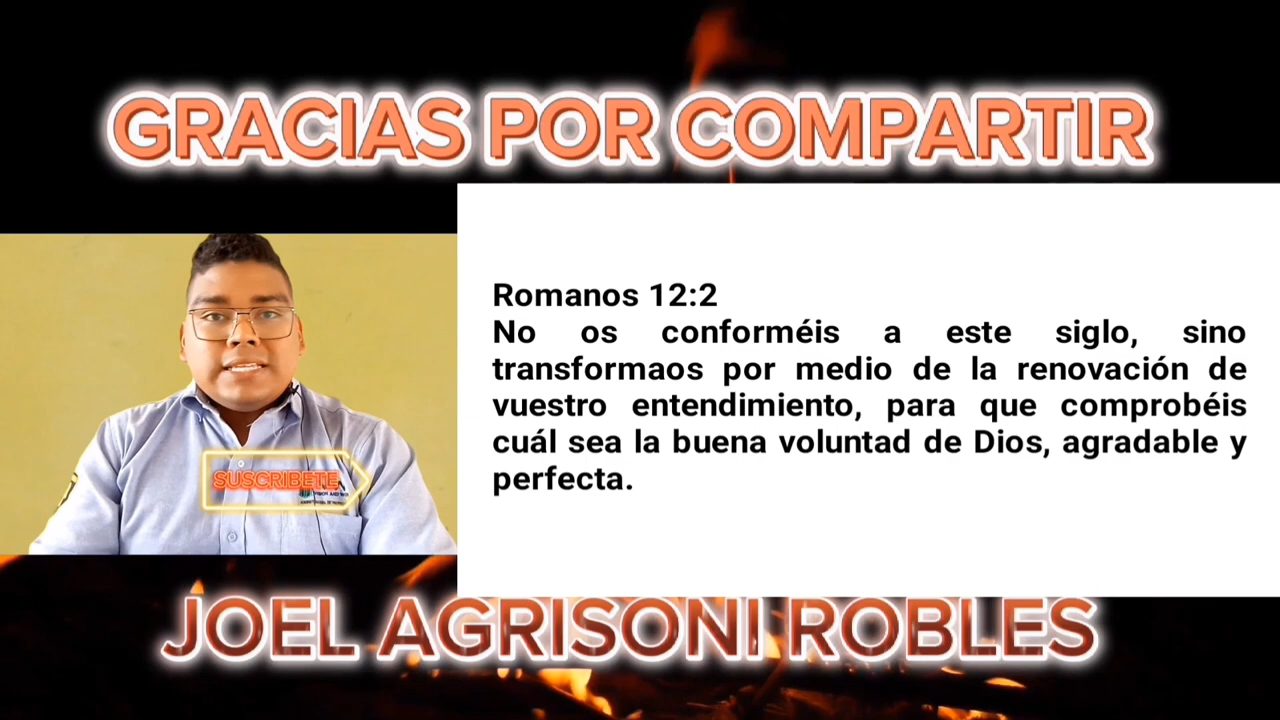 GRACIAS POR COMPARTIR
Romanos 12:2
No os conforméis a este siglo, sino
transformaos por medio de la renovación de
vuestro entendimiento, para que comprobéis
cuál sea la buena voluntad de Dios, agradable y
perfecta.
SUSCRIBETE
JOEL AGRISONI ROBLES